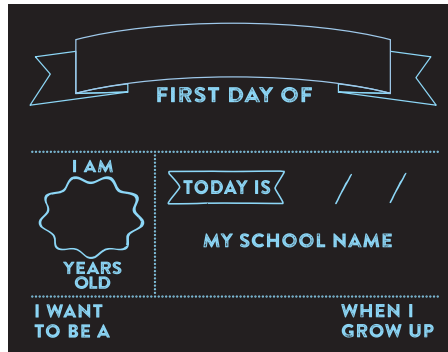 FIRST DAY OF
I AM
YEARS
OLD
TODAY IS / /
MY SCHOOL NAME
I WANT
TO BE A
WHEN I
GROW UP